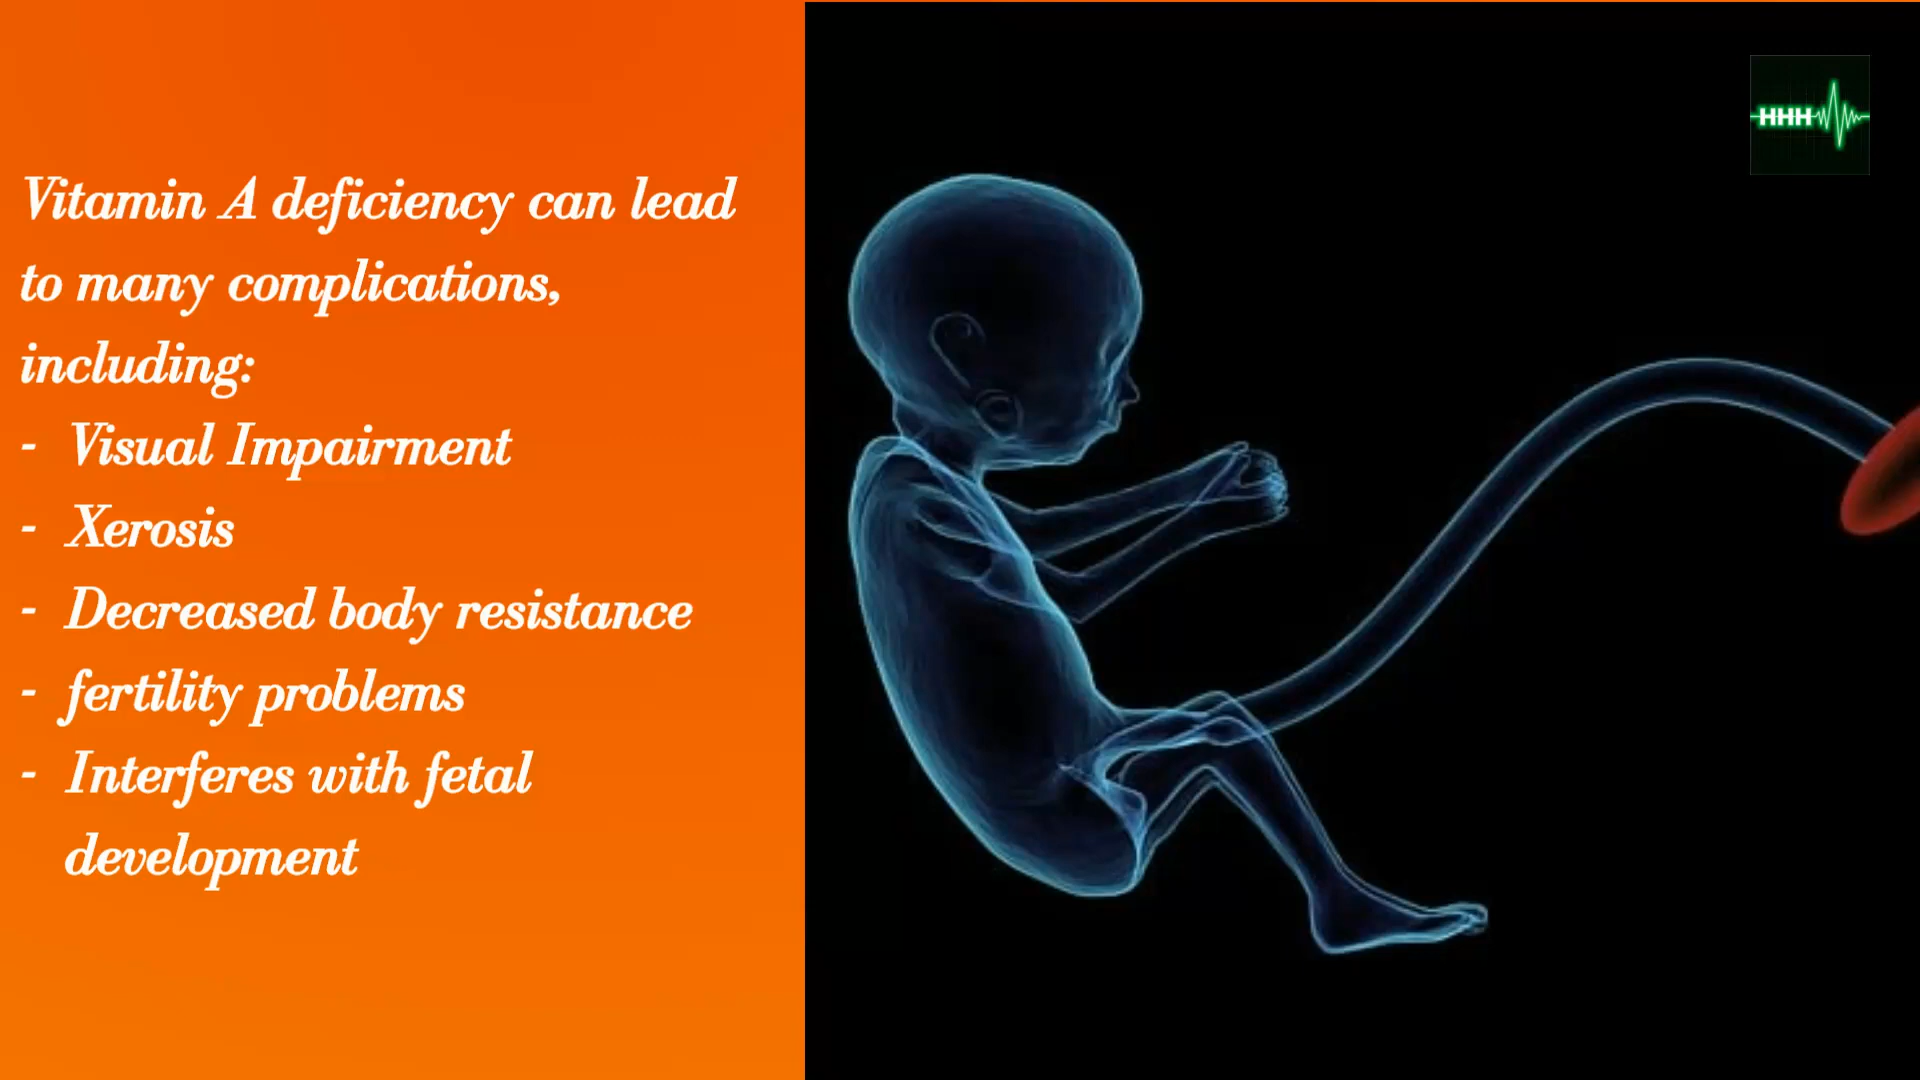 Vitamin A deficiency can lead
to many complications,
including:
- Visual Impairment
- Xerosis
- Decreased body resistance
- fertility problems
- Interferes with fetal
development
HHH